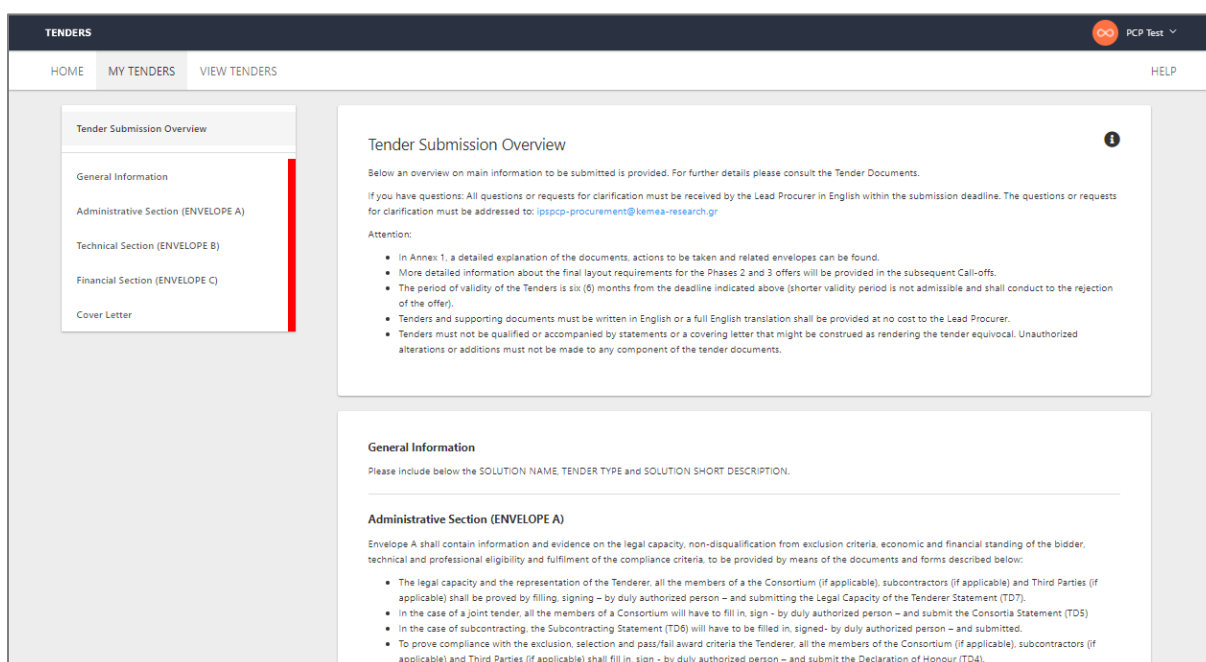 TENDERS
PCP Test
HOME MY TENDERS VIEW TENDERS HELP
Tender Submission Overview
General Information
Administrative Section (ENVELOPE A)
Technical Section (ENVELOPE B)
Financial Section (ENVELOPE C)
Cover Letter
Tender Submission Overview
Below an overview on main information to be submitted is provided. For further details please consult the Tender Documents.
If you have questions: All questions or requests for clarification must be received by the Lead Procurer in English within the submission deadline. The questions or requests
for clarification must be addressed to: ipspcp-procurement@kemea-research.gr
Attention:
• In Annex 1, a detailed explanation of the documents, actions to be taken and related envelopes can be found.
• More detailed information about the final layout requirements for the Phases 2 and 3 offers will be provided in the subsequent Call-offs.
• The period of validity of the Tenders is six (6) months from the deadline indicated above (shorter validity period is not admissible and shall conduct to the rejection
of the offer).
• Tenders and supporting documents must be written in English or a full English translation shall be provided at no cost to the Lead Procurer.
• Tenders must not be qualified or accompanied by statements or a covering letter that might be construed as rendering the tender equivocal. Unauthorized
alterations or additions must not be made to any component of the tender documents.
General Information
Please include below the SOLUTION NAME, TENDER TYPE and SOLUTION SHORT DESCRIPTION.
Administrative Section (ENVELOPE A)
Envelope A shall contain information and evidence on the legal capacity, non-disqualification from exclusion criteria, economic and financial standing of the bidder,
technical and professional eligibility and fulfilment of the compliance criteria, to be provided by means of the documents and forms described below:
• The legal capacity and the representation of the Tenderer, all the members of a the Consortium (if applicable), subcontractors (if applicable) and Third Parties (if
applicable) shall be proved by filling, signing – by duly authorized person – and submitting the Legal Capacity of the Tenderer Statement (TD7).
• In the case of a joint tender, all the members of a Consortium will have to fill in, sign - by duly authorized person – and submit the Consortia Statement (TD5)
• In the case of subcontracting, the Subcontracting Statement (TD6) will have to be filled in, signed- by duly authorized person – and submitted.
• To prove compliance with the exclusion, selection and pass/fail award criteria the Tenderer, all the members of the Consortium (if applicable), subcontractors (if
applicable) and Third Parties (if applicable) shall fill in, sign - by duly authorized person – and submit the Declaration of Honour (TD4).